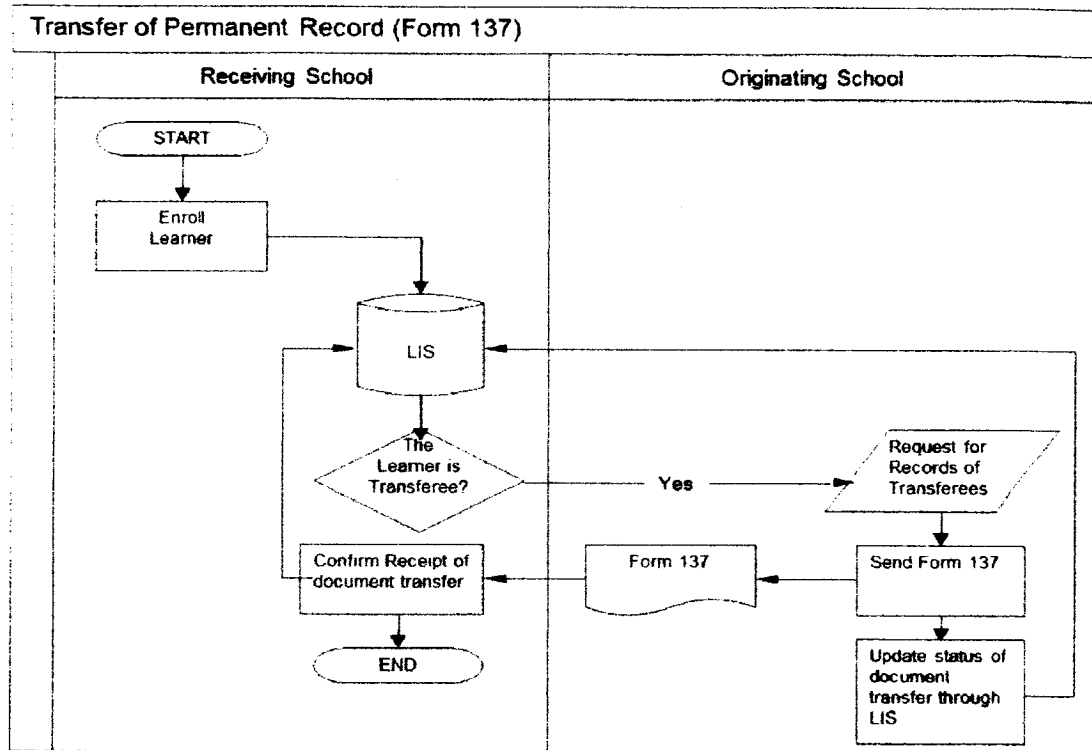 Transfer of Permanent Record (Form 137)
Receiving School
Originating School
START
Enroll
Learner
LIS
The
Learner is
Transferee?
Yes
Request for
Records of
Transferees
Confirm Receipt of
document transfer
Form 137
Send Form 137
END
Update status of
document
transfer through
LIS